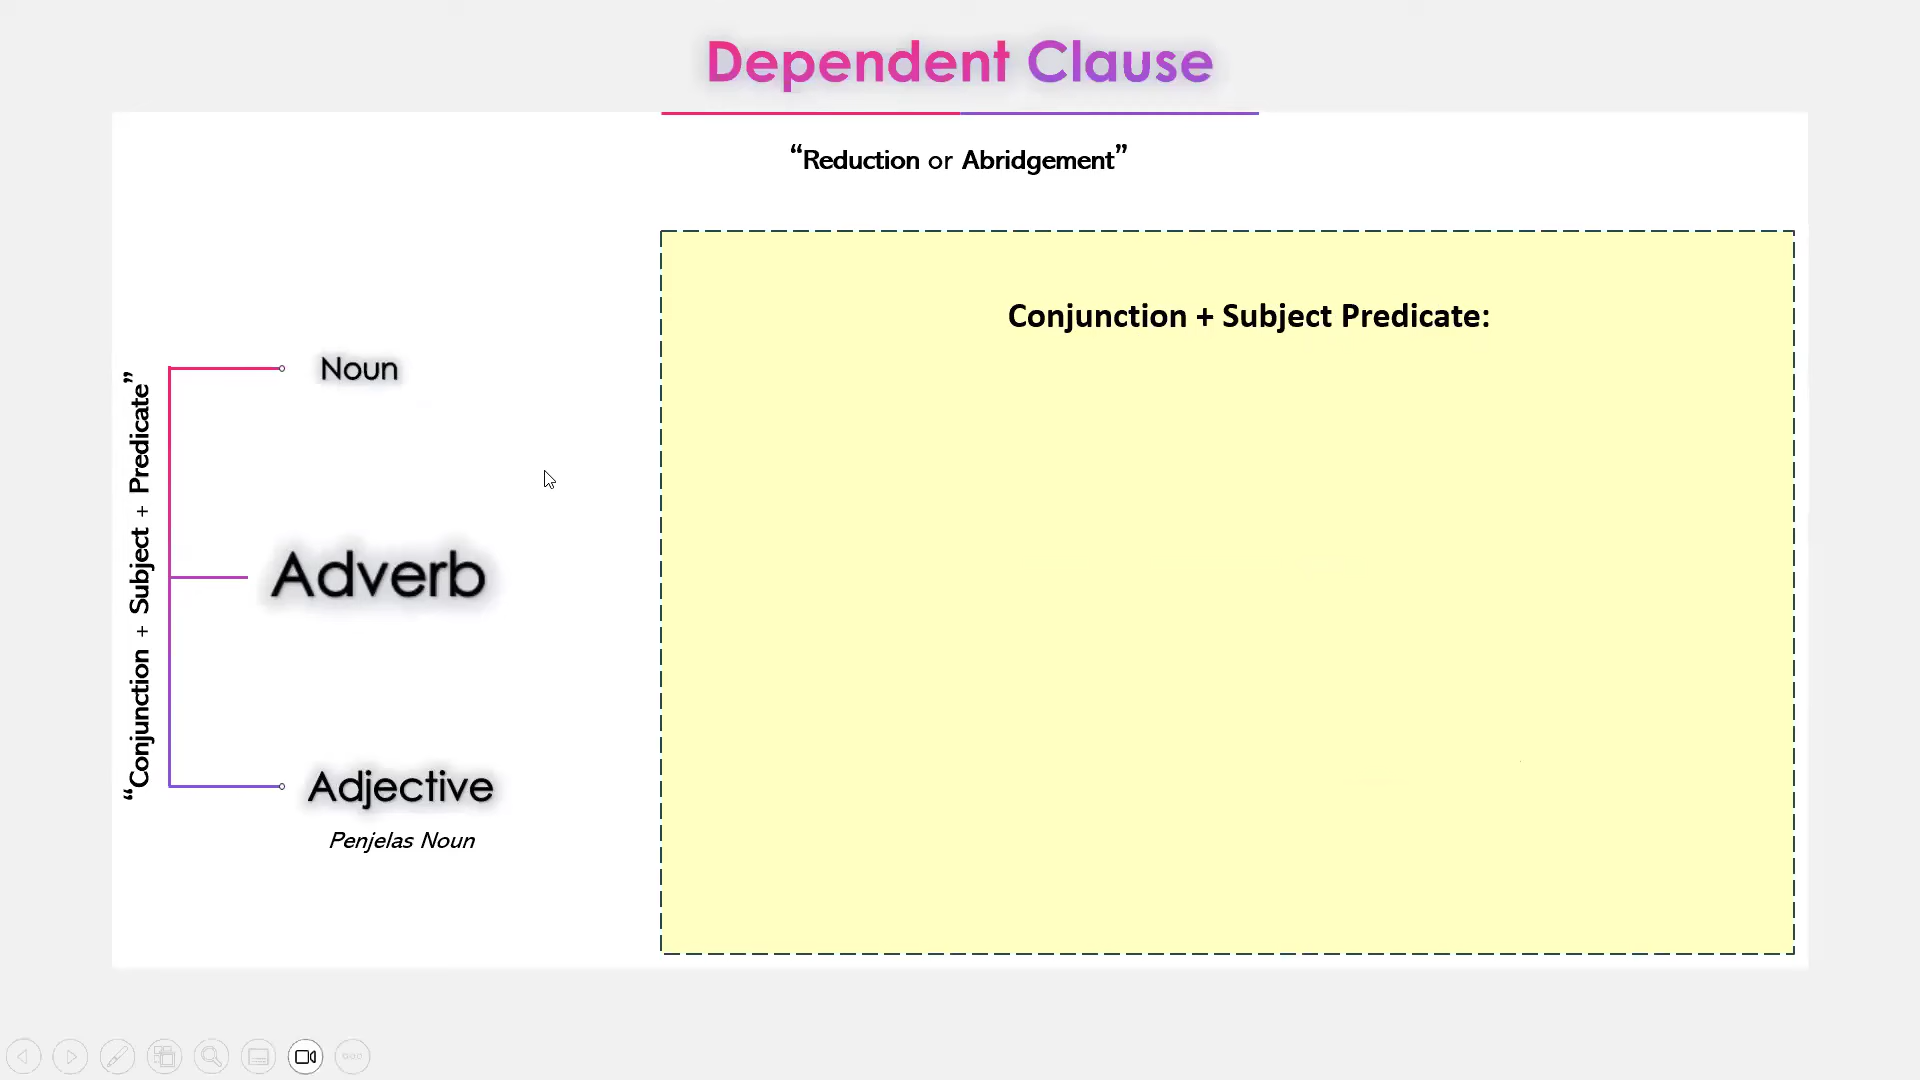 Dependent Clause
“Reduction or Abridgement”
Conjunction + Subject Predicate:
“Conjunction + Subject + Predicate”
Noun
Adverb
Adjective
Penjelas Noun